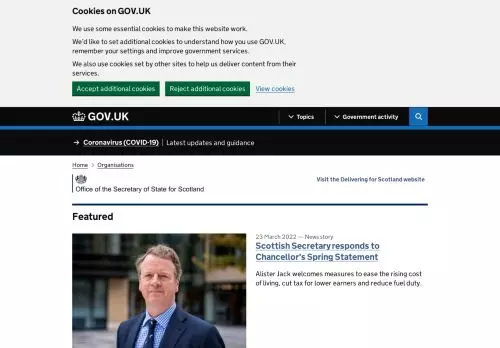 Cookies on GOV.UK
We use some essential cookies to make this website work.
We'd like to set additional cookies to understand how you use GOV.UK,
remember your settings and improve government services.
We also use cookies set by other sites to help us deliver content from their
services.
Accept additional cookies Reject additional cookies View cookies
GOV.UK Topics Government activity
Coronavirus (COVID-19) Latest updates and guidance
Home Organisations
Visit the Delivering for Scotland website
Office of the Secretary of State for Scotland
Featured
23 March 2022 — News story
Scottish Secretary responds to
Chancellor's Spring Statement
Alister Jack welcomes measures to ease the rising cost
of living, cut tax for lower earners and reduce fuel duty.